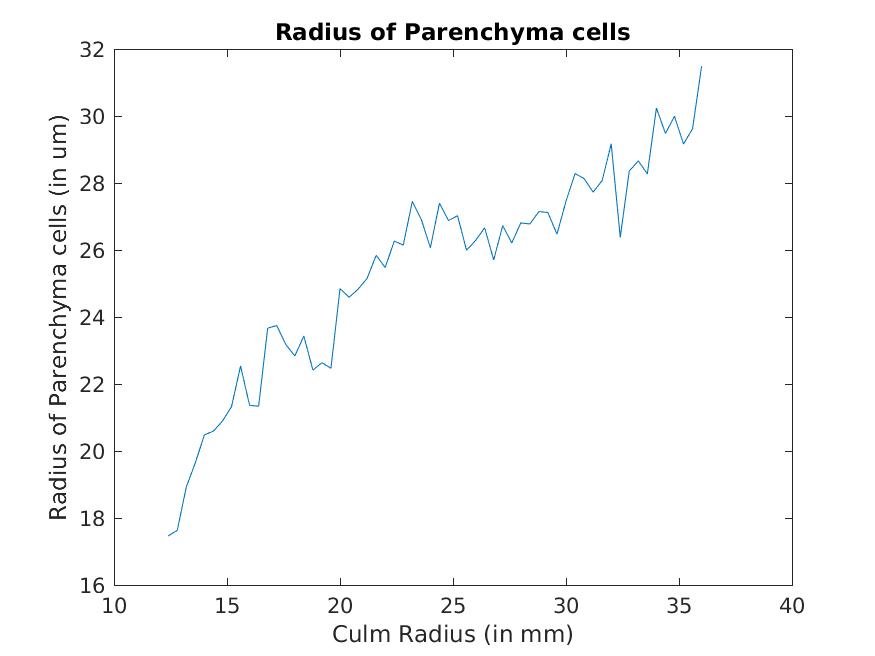 Radius of Parenchyma cells
32
30
28
26
24
22
20
18
16
Radius of Parenchyma cells (in um)
10 15 20 25 30 35 40
Culm Radius (in mm)